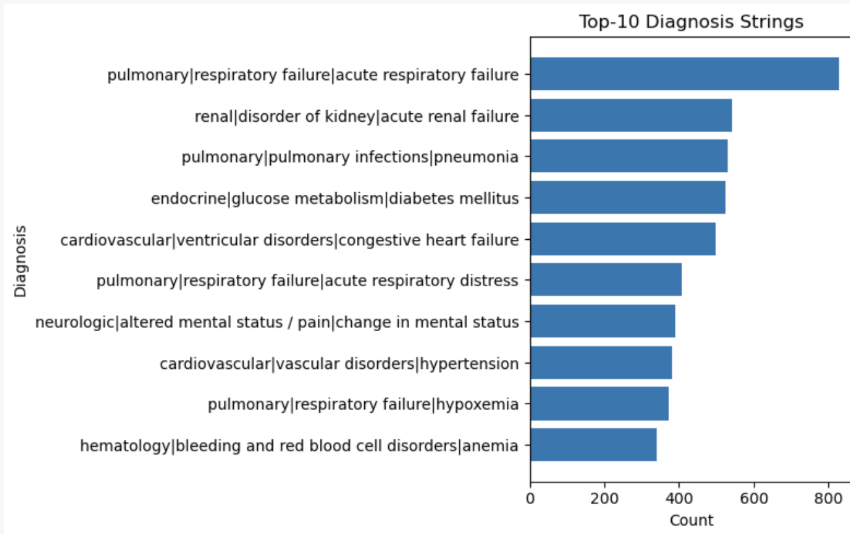 Top-10 Diagnosis Strings
pulmonary|respiratory failure|acute respiratory failure
renal|disorder of kidney|acute renal failure
pulmonary|pulmonary infections|pneumonia
endocrine|glucose metabolism|diabetes mellitus
cardiovascular|ventricular disorders|congestive heart failure
pulmonary|respiratory failure|acute respiratory distress
neurologic|altered mental status / pain|change in mental status
cardiovascular|vascular disorders|hypertension
pulmonary|respiratory failure|hypoxemia
hematology|bleeding and red blood cell disorders|anemia
Diagnosis
0 200 400 600 800
Count